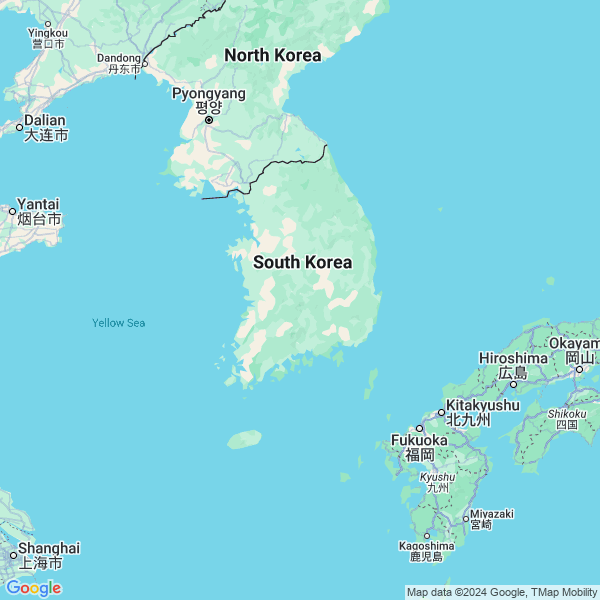 Yingkou
营口市
North Korea
Dandong
丹东市
Pyongyang
평양
Dalian
大连市
Yantai
烟台市
South Korea
Yellow Sea
Okayam
岡山
Hiroshima
広島
Kitakyushu
北九州
Shikoku
四国
Fukuoka
福岡
Kyushu
九州
Miyazaki
宮崎
Kagoshima
鹿児島
Shanghai
上海市
Google
Map data ©2024 Google, TMap Mobility